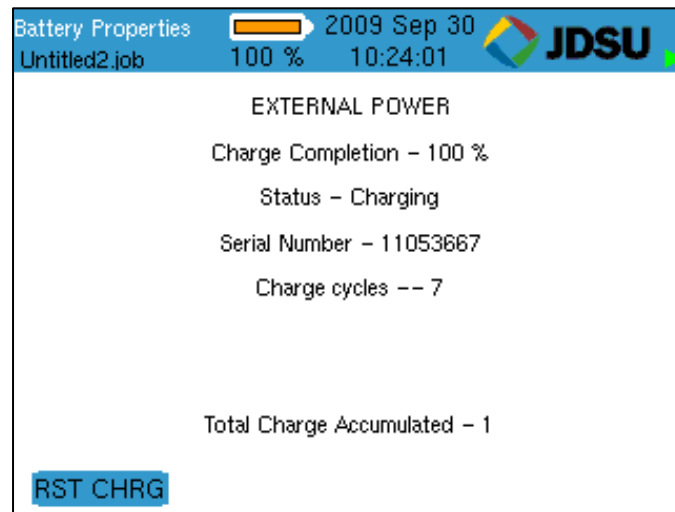 Battery Properties 2009 Sep 30 JDSU
Untitled2.job 100 % 10:24:01
EXTERNAL POWER
Charge Completion – 100 %
Status – Charging
Serial Number – 11053667
Charge cycles –– 7
Total Charge Accumulated – 1
RST CHRG